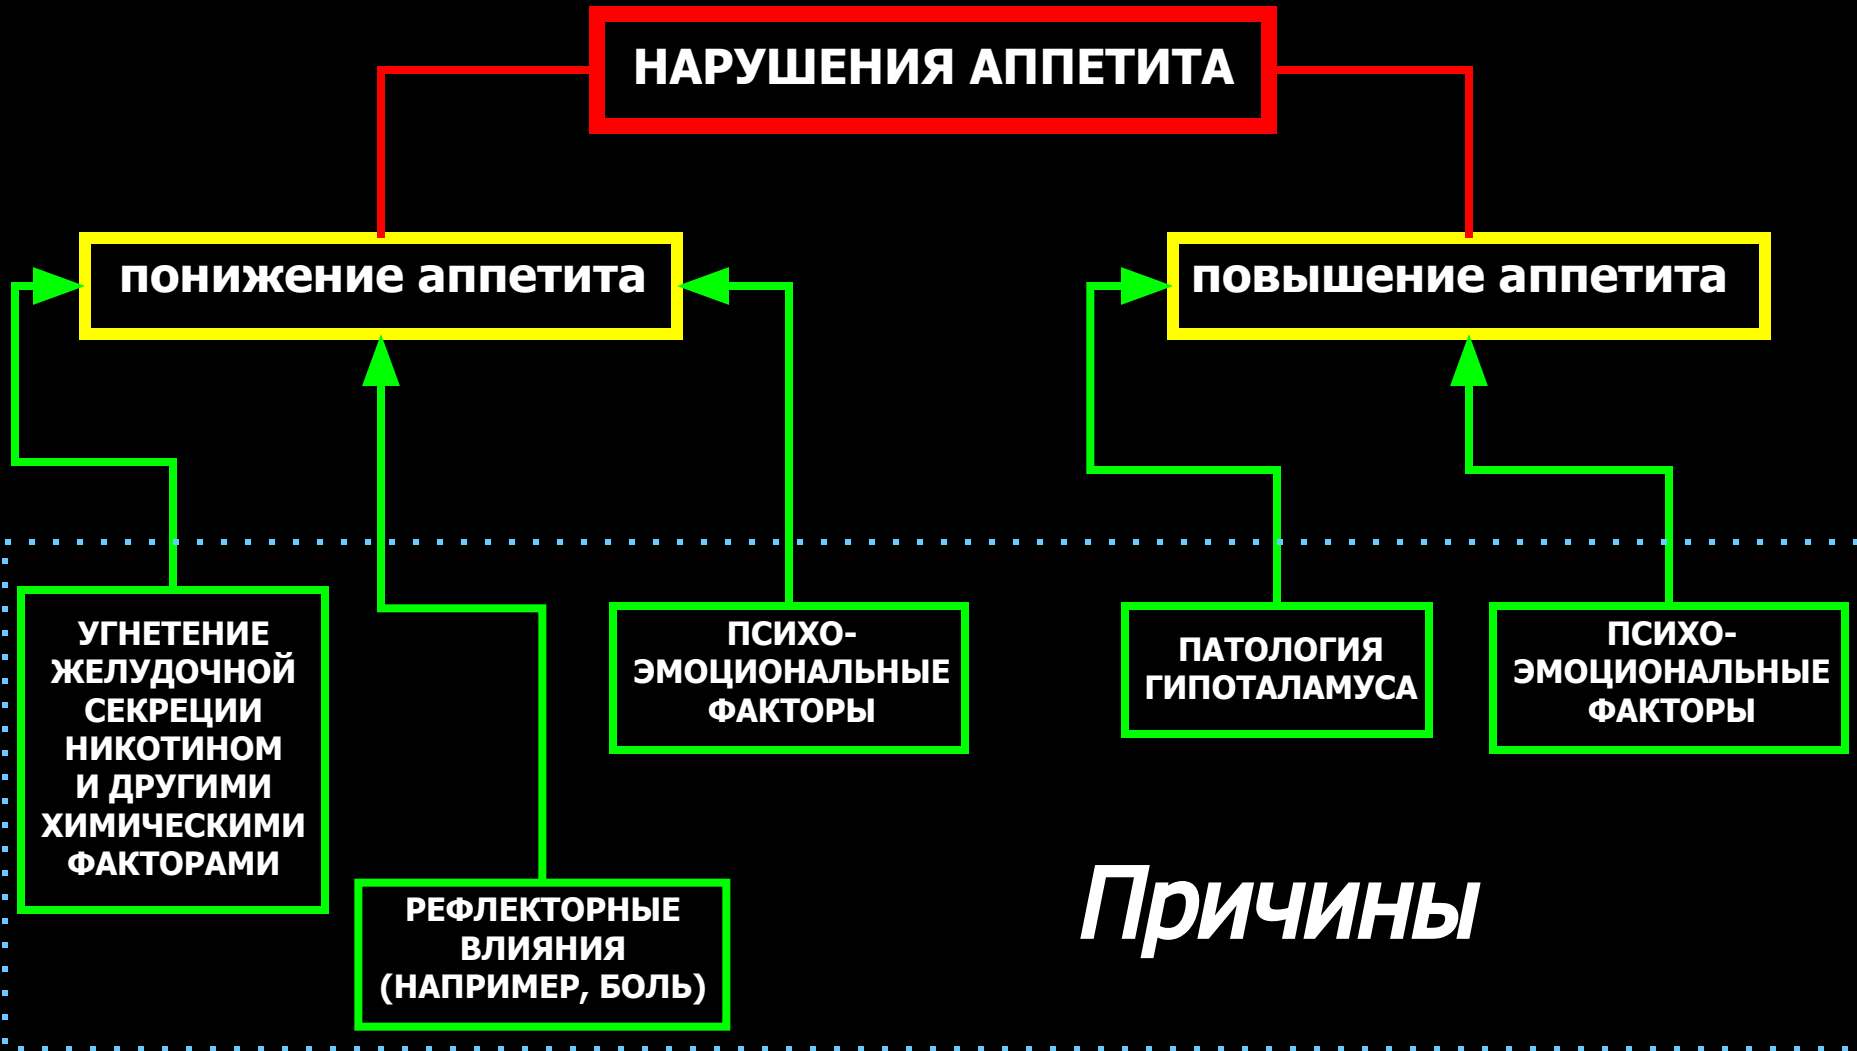 НАРУШЕНИЯ АППЕТИТА
понижение аппетита
повышение аппетита
УГНЕТЕНИЕ
ЖЕЛУДОЧНОЙ
СЕКРЕЦИИ
НИКОТИНОМ
И ДРУГИМИ
ХИМИЧЕСКИМИ
ФАКТОРАМИ
РЕФЛЕКТОРНЫЕ
ВЛИЯНИЯ
(НАПРИМЕР, БОЛЬ)
ПСИХО-
ЭМОЦИОНАЛЬНЫЕ
ФАКТОРЫ
ПАТОЛОГИЯ
ГИПОТАЛАМУСА
ПСИХО-
ЭМОЦИОНАЛЬНЫЕ
ФАКТОРЫ
Причины